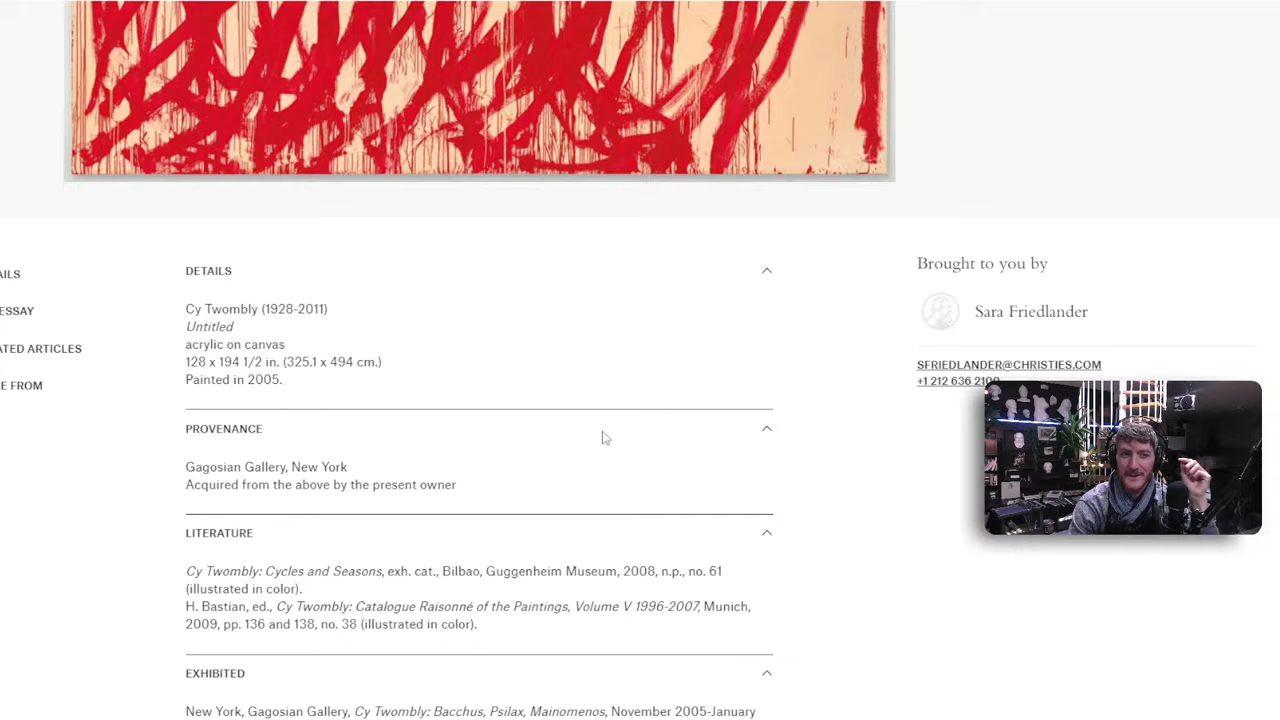 AILS
ESSAY
ATED ARTICLES
E FROM
DETAILS
Cy Twombly (1928-2011)
Untitled
acrylic on canvas
128 x 194 1/2 in. (325.1 x 494 cm.)
Painted in 2005.
PROVENANCE
Gagosian Gallery, New York
Acquired from the above by the present owner
LITERATURE
Cy Twombly: Cycles and Seasons, exh. cat., Bilbao, Guggenheim Museum, 2008, n.p., no. 61
(illustrated in color).
H. Bastian, ed., Cy Twombly: Catalogue Raisonné of the Paintings, Volume V 1996-2007, Munich,
2009, pp. 136 and 138, no. 38 (illustrated in color).
EXHIBITED
New York, Gagosian Gallery, Cy Twombly: Bacchus, Psilax, Mainomenos, November 2005-January
Brought to you by
Sara Friedlander
SFRIEDLANDER@CHRISTIES.COM
+1 212 636 2100